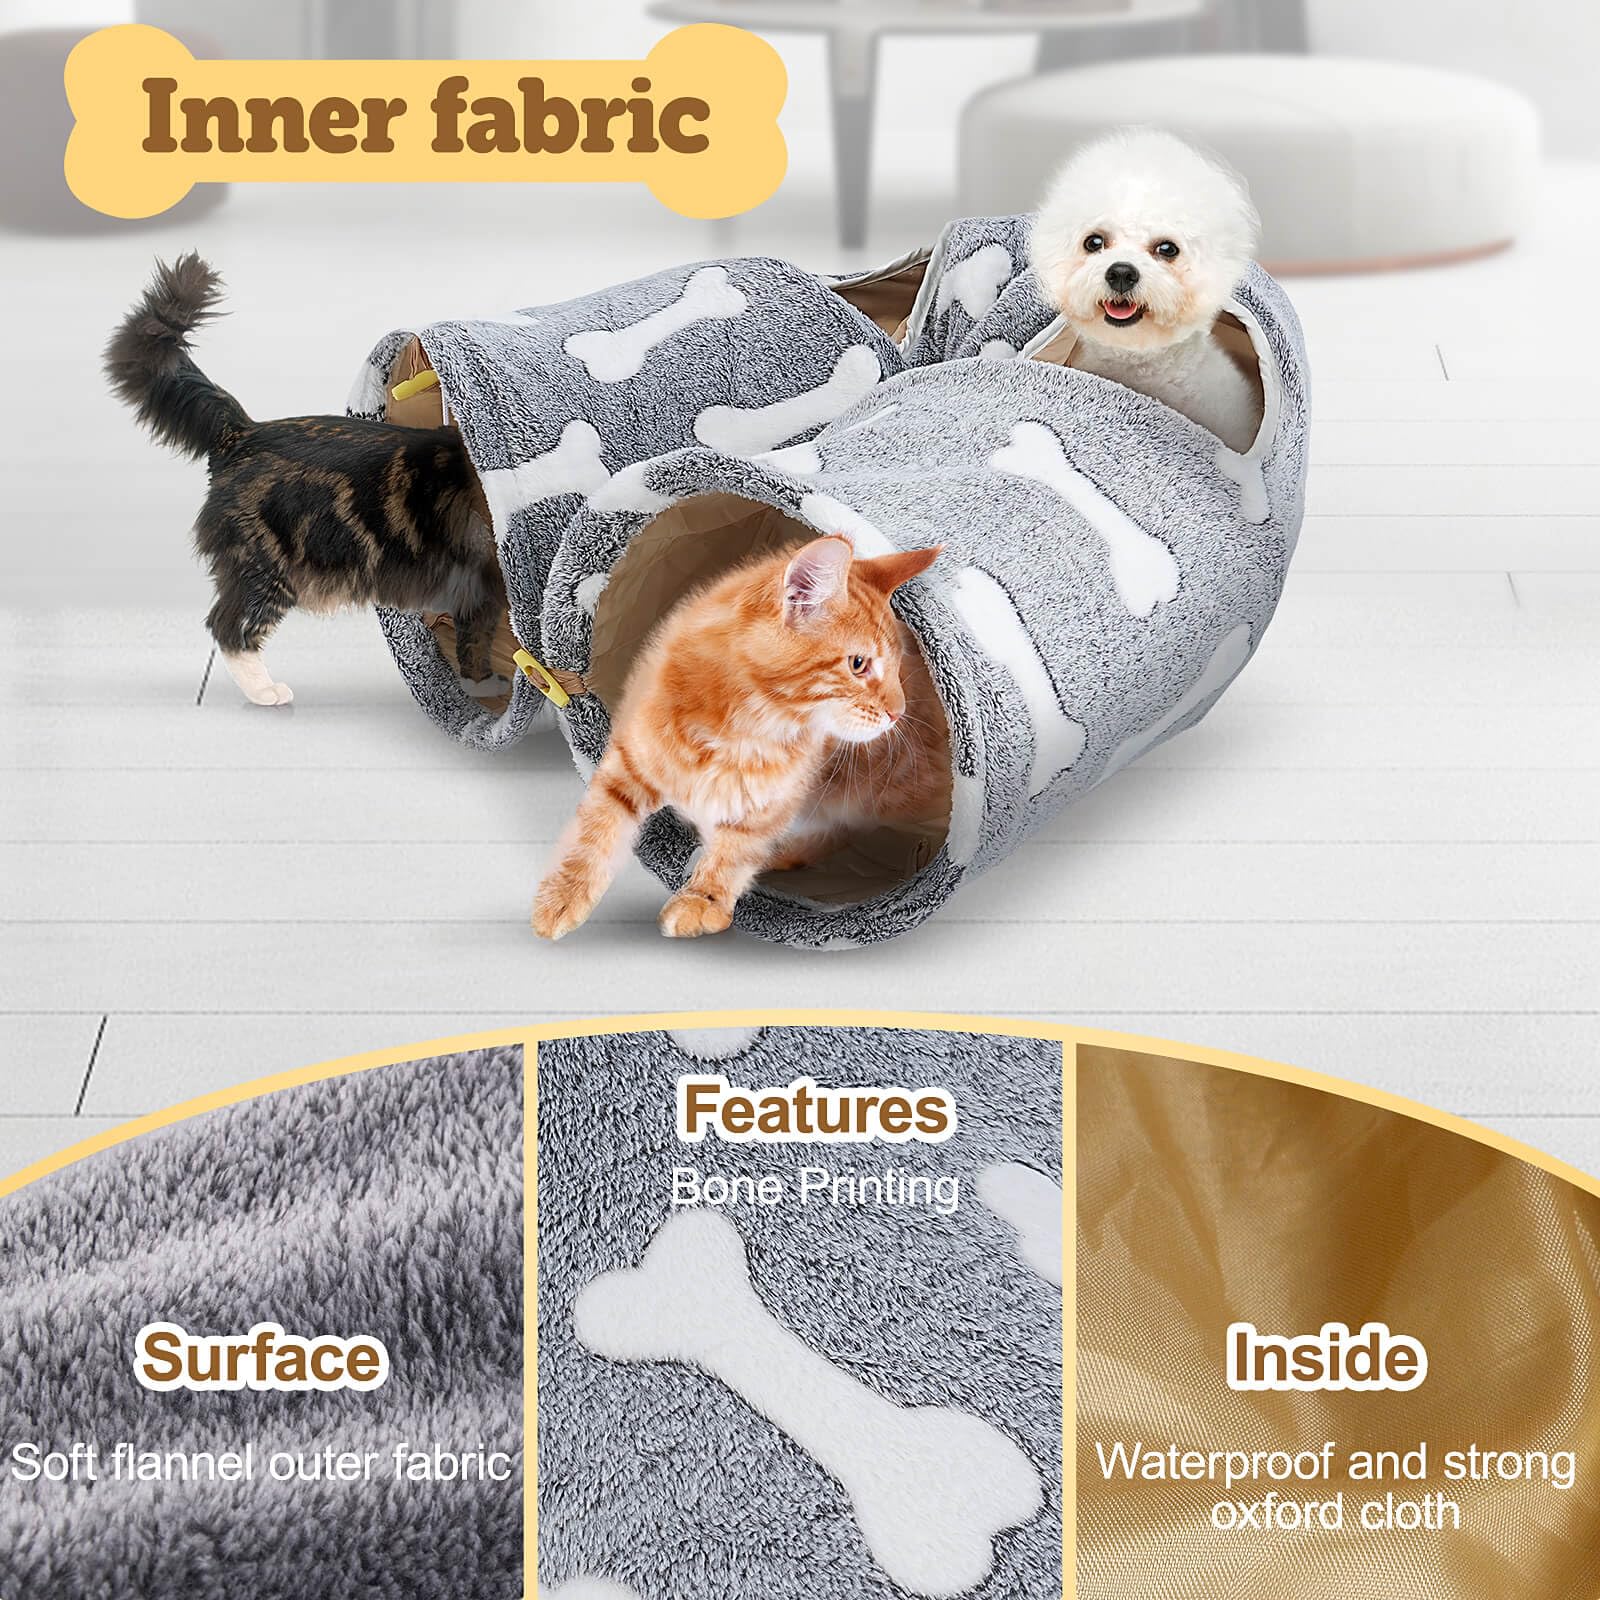 Inner fabric
Features
Bone Printing
Surface
Soft flannel outer fabric
Inside
Waterproof and strong
oxford cloth